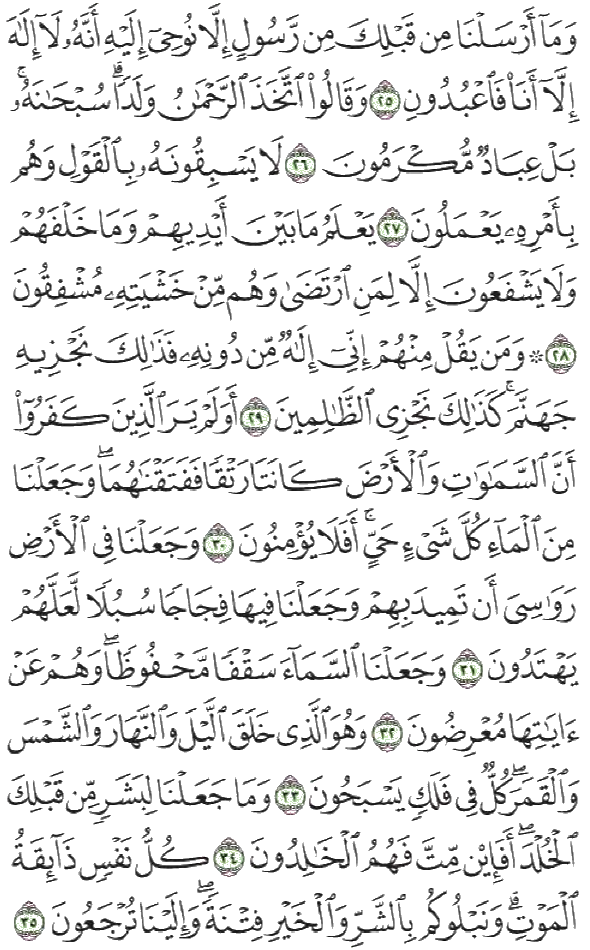 وَمَآ أَرْسَلْنَا مِن قَبْلِكَ مِن رَّسُولٍ إِلَّا نُوحِىٓ إِلَيْهِ أَنَّهُۥ لَآ إِلَٰهَ
إِلَّآ أَنَا۠ فَٱعْبُدُونِ ٢٥ وَقَالُوا۟ ٱتَّخَذَ ٱلرَّحْمَٰنُ وَلَدًا ۗ سُبْحَٰنَهُۥ ۚ
بَلْ عِبَادٌ مُّكْرَمُونَ ٢٦ لَا يَسْبِقُونَهُۥ بِٱلْقَوْلِ وَهُم
بِأَمْرِهِۦ يَعْمَلُونَ ٢٧ يَعْلَمُ مَا بَيْنَ أَيْدِيهِمْ وَمَا خَلْفَهُمْ
وَلَا يَشْفَعُونَ إِلَّا لِمَنِ ٱرْتَضَىٰ وَهُم مِّنْ خَشْيَتِهِۦ مُشْفِقُونَ
٢٨ ۞ وَمَن يَقُلْ مِنْهُمْ إِنِّىٓ إِلَٰهٌ مِّن دُونِهِۦ فَذَٰلِكَ نَجْزِيهِ
جَهَنَّمَ ۚ كَذَٰلِكَ نَجْزِى ٱلظَّٰلِمِينَ ٢٩ أَوَلَمْ يَرَ ٱلَّذِينَ كَفَرُوٓا۟
أَنَّ ٱلسَّمَٰوَٰتِ وَٱلْأَرْضَ كَانَتَا رَتْقًا فَفَتَقْنَٰهُمَا ۖ وَجَعَلْنَا
مِنَ ٱلْمَآءِ كُلَّ شَىْءٍ حَىٍّ ۖ أَفَلَا يُؤْمِنُونَ ٣٠ وَجَعَلْنَا فِى ٱلْأَرْضِ
رَوَٰسِىَ أَن تَمِيدَ بِهِمْ وَجَعَلْنَا فِيهَا فِجَاجًا سُبُلًا لَّعَلَّهُمْ
يَهْتَدُونَ ٣١ وَجَعَلْنَا ٱلسَّمَآءَ سَقْفًا مَّحْفُوظًا ۖ وَهُمْ عَنْ
ءَايَٰتِهَا مُعْرِضُونَ ٣٢ وَهُوَ ٱلَّذِى خَلَقَ ٱلَّيْلَ وَٱلنَّهَارَ وَٱلشَّمْسَ
وَٱلْقَمَرَ ۖ كُلٌّ فِى فَلَكٍ يَسْبَحُونَ ٣٣ وَمَا جَعَلْنَا لِبَشَرٍ مِّن قَبْلِكَ
ٱلْخُلْدَ ۖ أَفَإِي۟ن مِّتَّ فَهُمُ ٱلْخَٰلِدُونَ ٣٤ كُلُّ نَفْسٍ ذَآئِقَةُ
ٱلْمَوْتِ ۗ وَنَبْلُوكُم بِٱلشَّرِّ وَٱلْخَيْرِ فِتْنَةً ۖ وَإِلَيْنَا تُرْجَعُونَ ٣٥